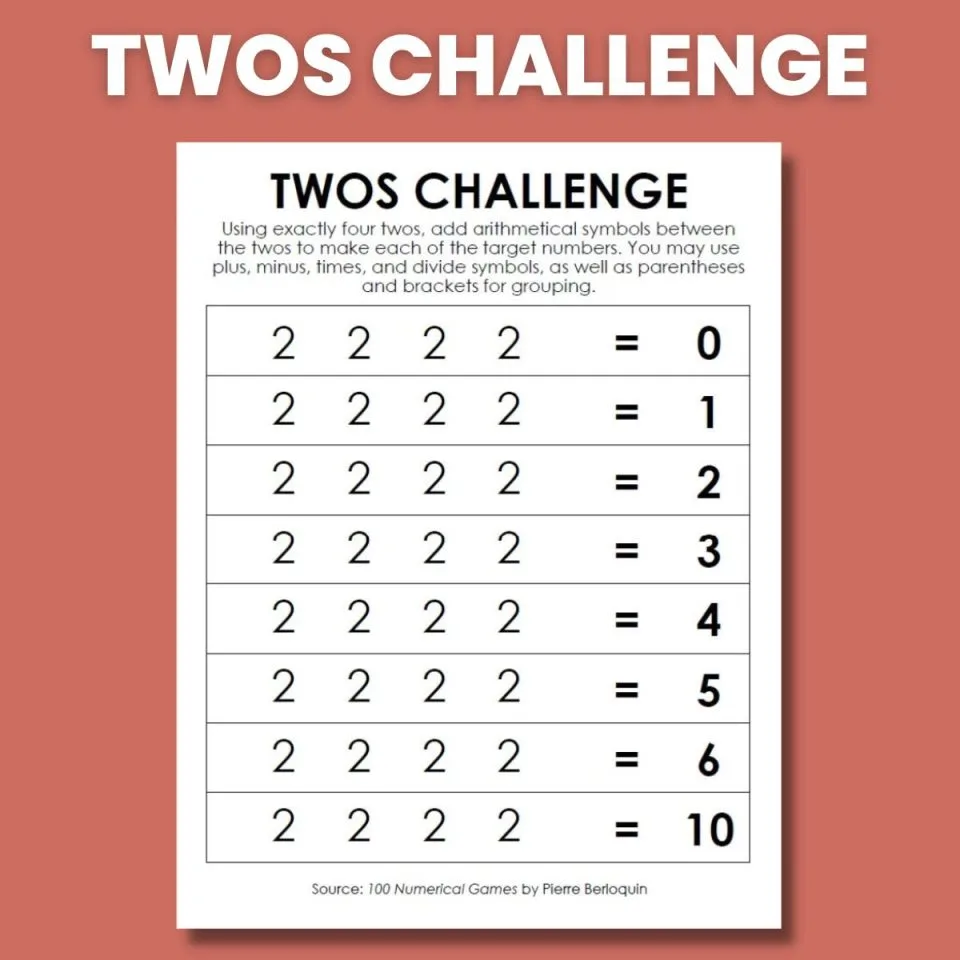 TWOS CHALLENGE
TWOS CHALLENGE
Using exactly four twos, add arithmetical symbols between
the twos to make each of the target numbers. You may use
plus, minus, times, and divide symbols, as well as parentheses
and brackets for grouping.
2 2 2 2 = 0
2 2 2 2 = 1
2 2 2 2 = 2
2 2 2 2 = 3
2 2 2 2 = 4
2 2 2 2 = 5
2 2 2 2 = 6
2 2 2 2 = 10
Source: 100 Numerical Games by Pierre Berloquin